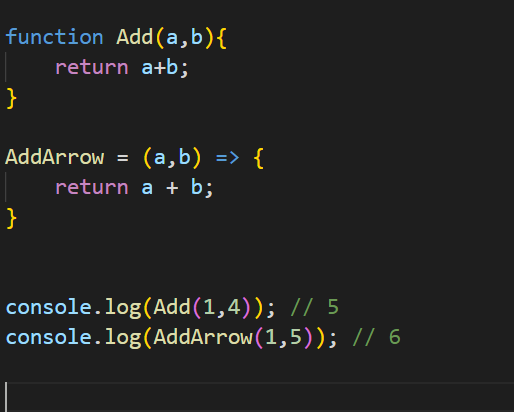 function Add(a,b){
    return a+b;
}
AddArrow = (a,b) => {
    return a + b;
}
console.log(Add(1,4)); // 5
console.log(AddArrow(1,5)); // 6